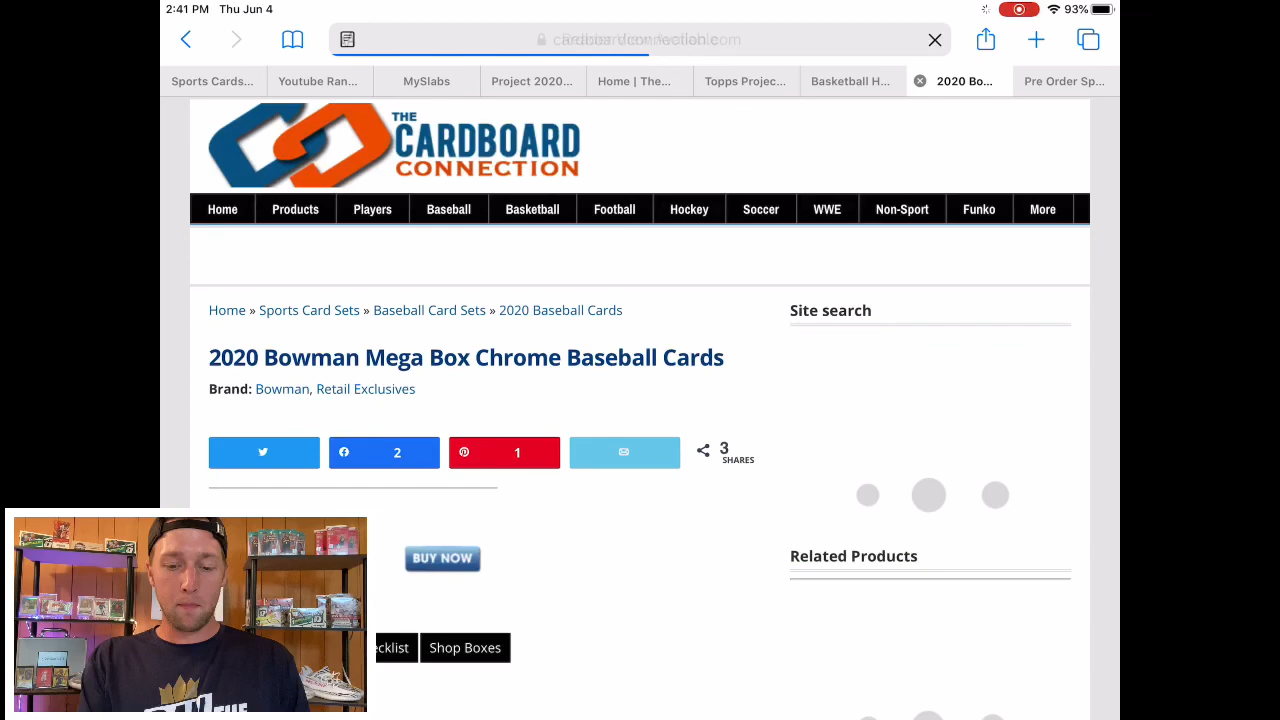 2:41 PM Thu Jun 4 93%
Sports Cards... Youtube Ran... MySlabs Project 2020... Home | The... Topps Projec... Basketball H... 2020 Bo... Pre Order Sp...
THE
CARDBOARD
CONNECTION
Home Products Players Baseball Basketball Football Hockey Soccer WWE Non-Sport Funko More
Home » Sports Card Sets » Baseball Card Sets » 2020 Baseball Cards
Site search
2020 Bowman Mega Box Chrome Baseball Cards
Brand: Bowman, Retail Exclusives
2 1 3
SHARES
BUY NOW
Related Products
cklist Shop Boxes
THE